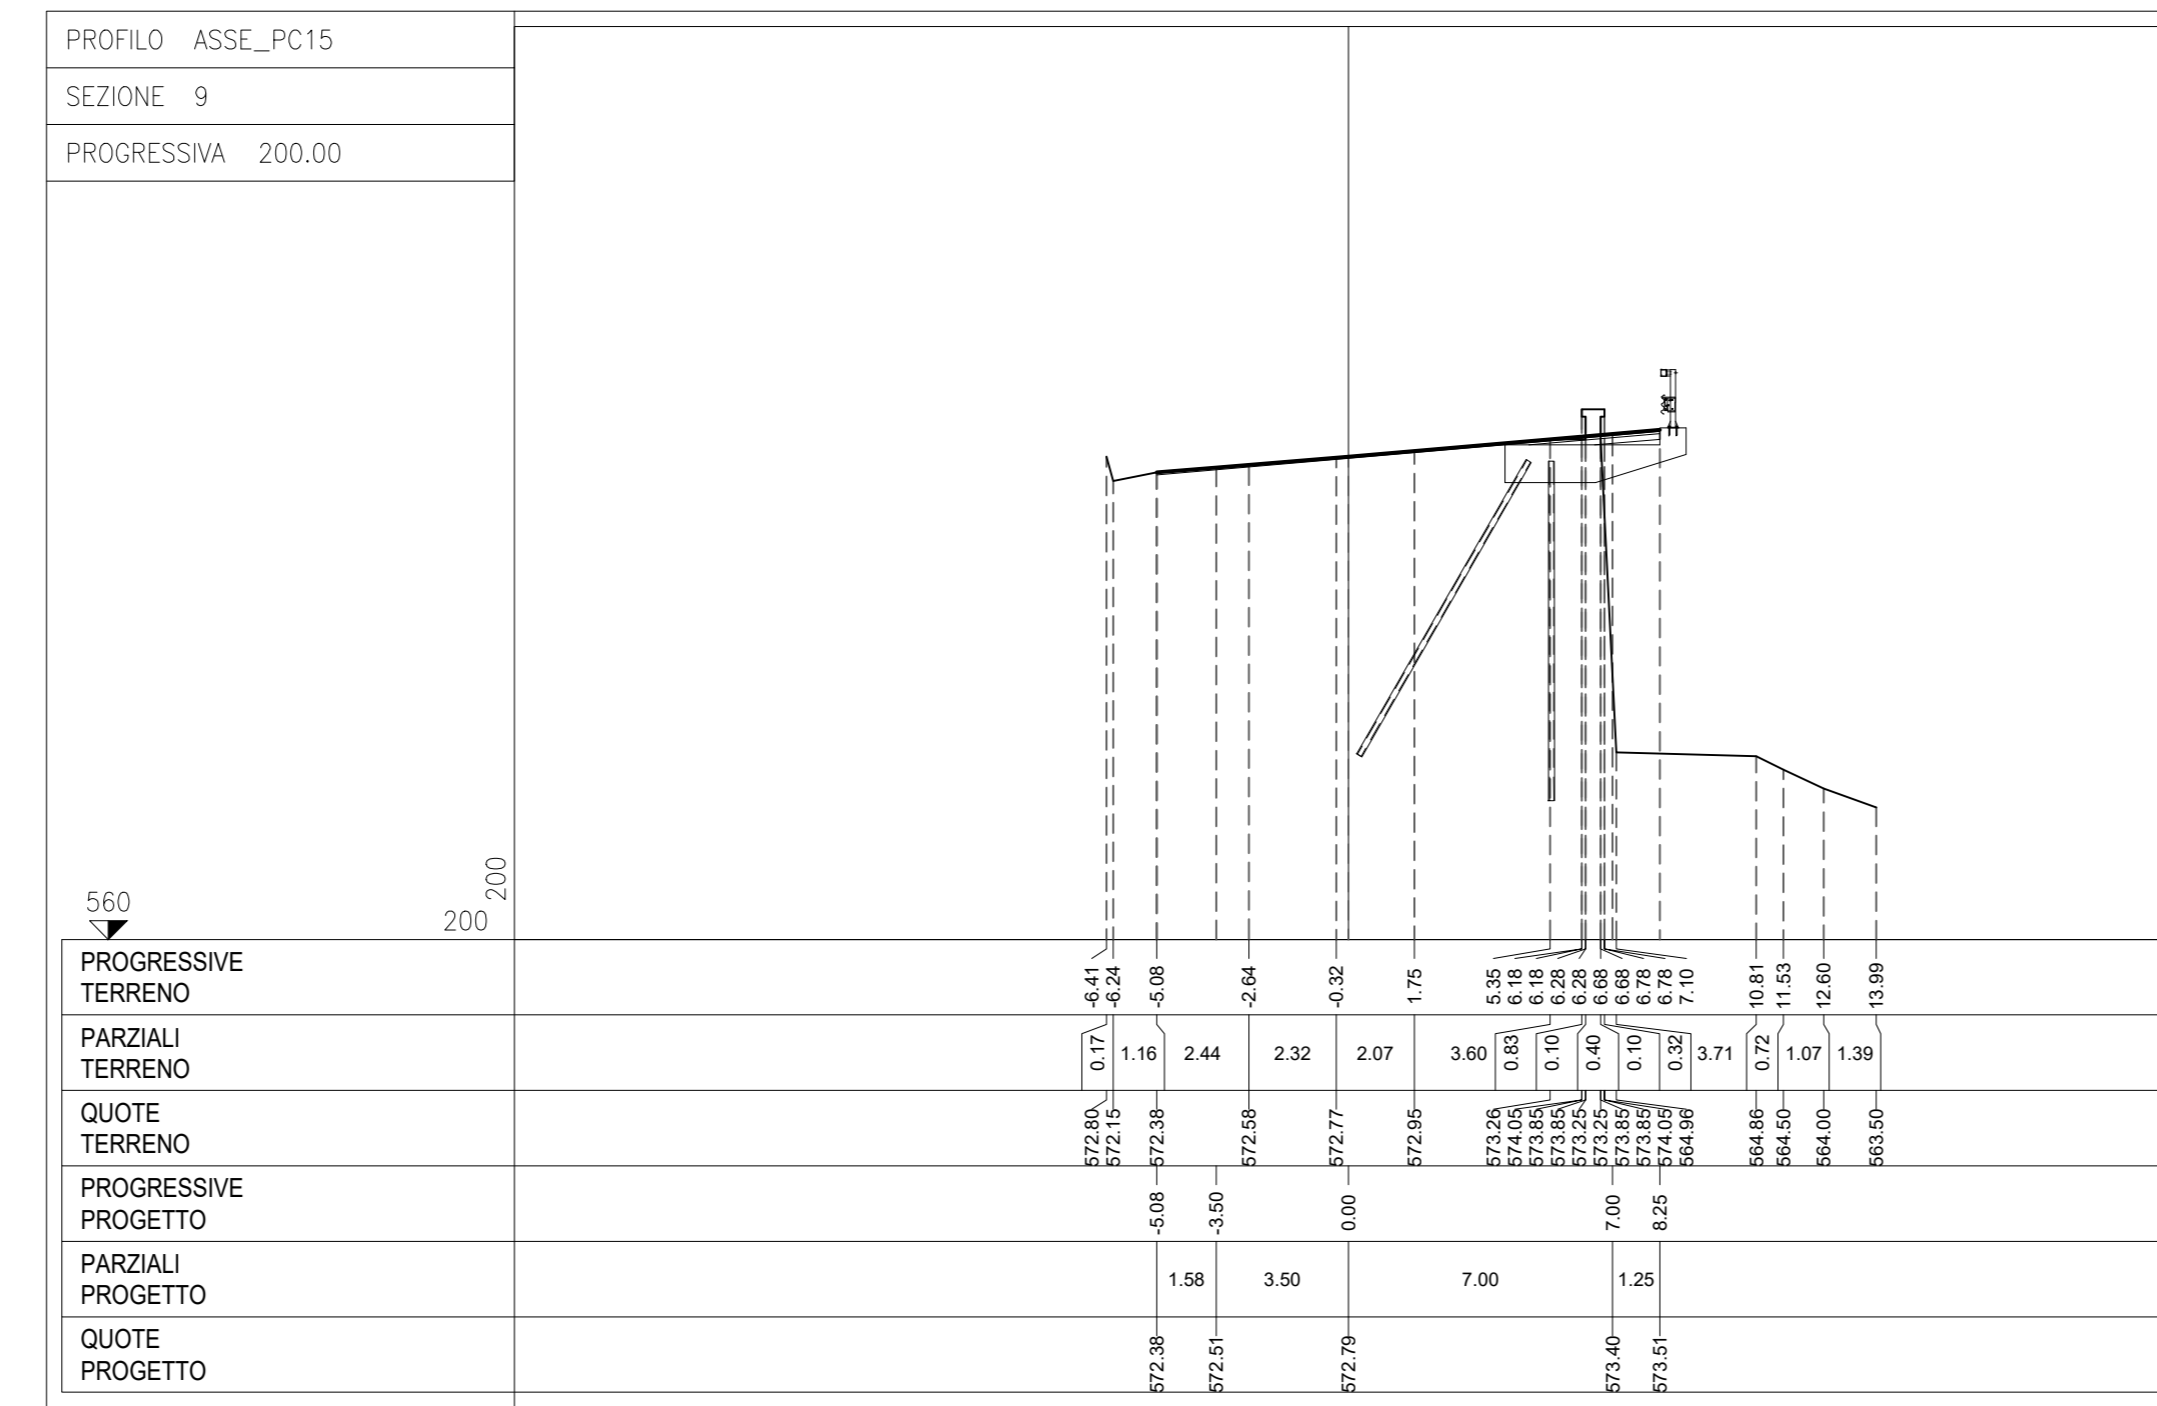 PROFILO ASSE_PC15
SEZIONE 9
PROGRESSIVA 200.00
560
200
200
PROGRESSIVE
TERRENO
-6.41 -6.24 -5.08 -2.64 -0.32 1.75 5.35 6.18 6.18 6.28 6.28 6.68 6.68 6.78 6.78 7.10 10.81 11.53 12.60 13.99
PARZIALI
TERRENO
0.17 1.16 2.44 2.32 2.07 3.60 0.83 0.10 0.40 0.10 0.32 3.71 0.72 1.07 1.39
QUOTE
TERRENO
572.80 572.15 572.38 572.58 572.77 572.95 573.26 574.05 573.85 573.85 573.25 573.25 573.85 573.85 574.05 564.96 564.86 564.50 564.00 563.50
PROGRESSIVE
PROGETTO
-5.08 -3.50 0.00 7.00 8.25
PARZIALI
PROGETTO
1.58 3.50 7.00 1.25
QUOTE
PROGETTO
572.38 572.51 572.79 573.40 573.51